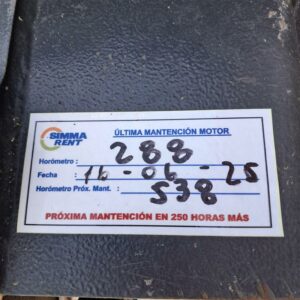 SIMMA
RENT
ÚLTIMA MANTENCIÓN MOTOR
Horómetro : 288
Fecha : 16 - 06 - 25
Horómetro Próx. Mant. : 538
PRÓXIMA MANTENCIÓN EN 250 HORAS MÁS